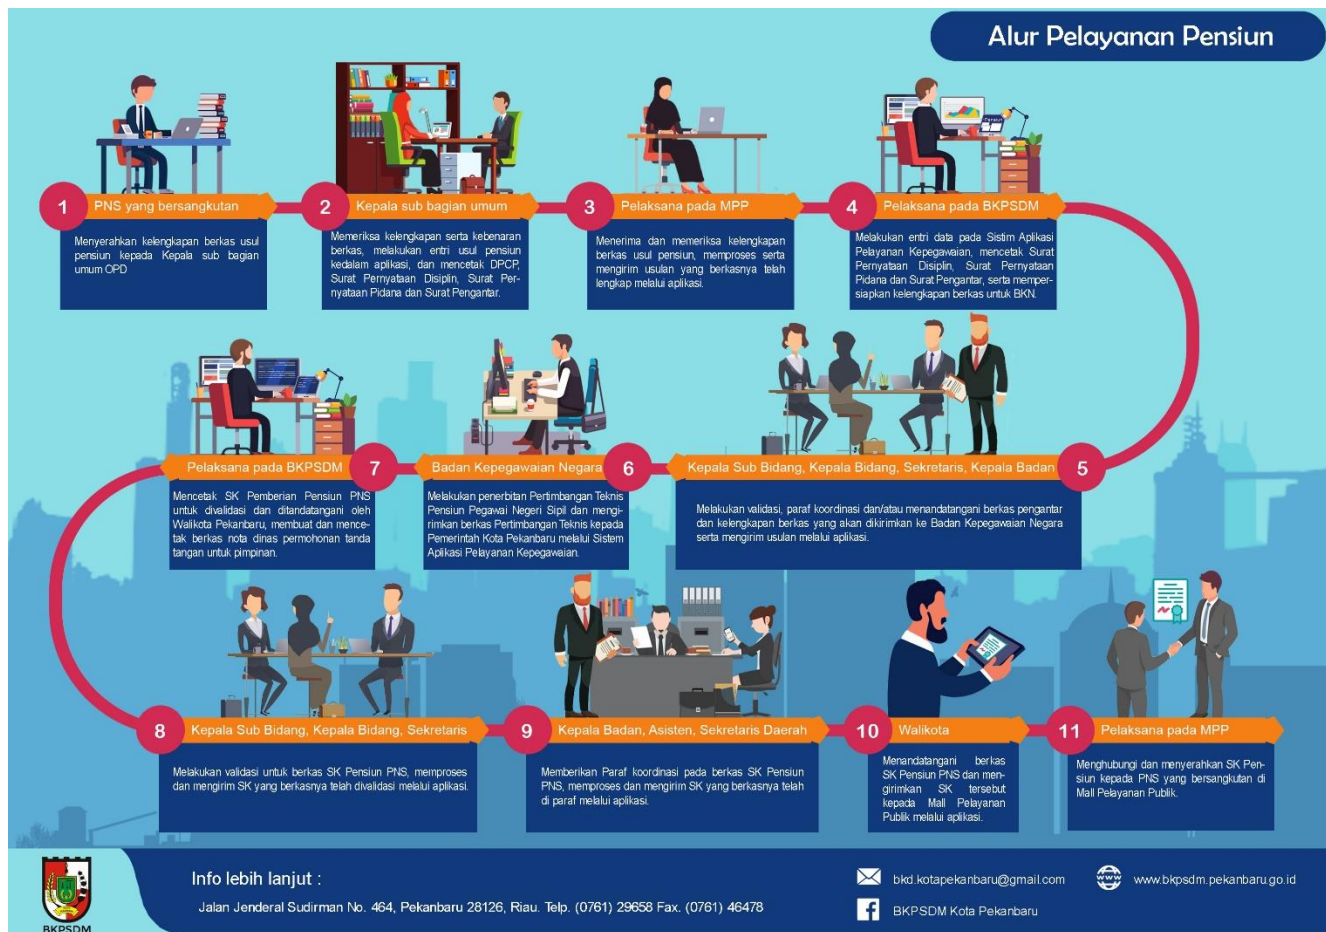 Alur Pelayanan Pensiun
1
PNS yang bersangkutan
Menyerahkan kelengkapan berkas usul
pensiun kepada Kepala sub bagian
umum OPD
2
Kepala sub bagian umum
Memeriksa kelengkapan serta kebenaran
berkas, melakukan entri usul pensiun
kedalam aplikasi, dan mencetak DPCP,
Surat Pernyataan Disiplin, Surat Per-
nyataan Pidana dan Surat Pengantar.
3
Pelaksana pada MPP
Menerima dan memeriksa kelengkapan
berkas usul pensiun, memproses serta
mengirim usulan yang berkasnya telah
lengkap melalui aplikasi.
4
Pelaksana pada BKPSDM
Melakukan entri data pada Sistim Aplikasi
Pelayanan Kepegawaian, mencetak Surat
Pernyataan Disiplin, Surat Pernyataan
Pidana dan Surat Pengantar, serta memper-
siapkan kelengkapan berkas untuk BKN.
Kepala Sub Bidang, Kepala Bidang, Sekretaris, Kepala Badan
5
Melakukan validasi, paraf koordinasi dan/atau menandatangani berkas pengantar
dan kelengkapan berkas yang akan dikirimkan ke Badan Kepegawaian Negara
serta mengirim usulan melalui aplikasi.
Badan Kepegawaian Negara
6
Melakukan penerbitan Pertimbangan Teknis
Pensiun Pegawai Negeri Sipil dan mengi-
rimkan berkas Pertimbangan Teknis kepada
Pemerintah Kota Pekanbaru melalui Sistem
Aplikasi Pelayanan Kepegawaian.
Pelaksana pada BKPSDM
7
Mencetak SK Pemberian Pensiun PNS
untuk divalidasi dan ditandatangani oleh
Walikota Pekanbaru, membuat dan mence-
tak berkas nota dinas permohonan tanda
tangan untuk pimpinan.
8
Kepala Sub Bidang, Kepala Bidang, Sekretaris
Melakukan validasi untuk berkas SK Pensiun PNS, memproses
dan mengirim SK yang berkasnya telah divalidasi melalui aplikasi.
9
Kepala Badan, Asisten, Sekretaris Daerah
Memberikan Paraf koordinasi pada berkas SK Pensiun
PNS, memproses dan mengirim SK yang berkasnya telah
di paraf melalui aplikasi.
10
Walikota
Menandatangani berkas
SK Pensiun PNS dan men-
girimkan SK tersebut
kepada Mall Pelayanan
Publik melalui aplikasi.
11
Pelaksana pada MPP
Menghubungi dan menyerahkan SK Pen-
siun kepada PNS yang bersangkutan di
Mall Pelayanan Publik.
BKPSDM
Info lebih lanjut :
Jalan Jenderal Sudirman No. 464, Pekanbaru 28126, Riau. Telp. (0761) 29658 Fax. (0761) 46478
bkd.kotapekanbaru@gmail.com
BKPSDM Kota Pekanbaru
www
www.bkpsdm.pekanbaru.go.id